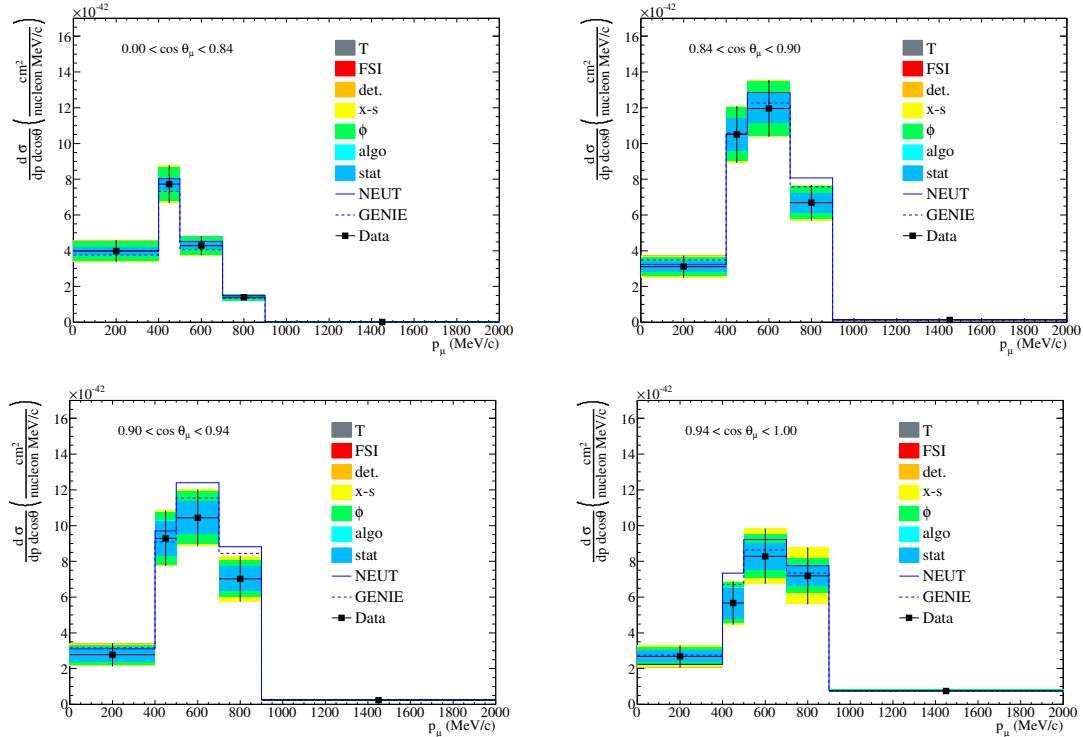 ×10⁻⁴²
d σ / dp dcosθ ( cm² / nucleon MeV/c )
0.00 < cos θμ < 0.84
T
FSI
det.
x-s
ϕ
algo
stat
NEUT
GENIE
Data
16
14
12
10
8
6
4
2
0
0 200 400 600 800 1000 1200 1400 1600 1800 2000
pμ (MeV/c)
×10⁻⁴²
d σ / dp dcosθ ( cm² / nucleon MeV/c )
0.84 < cos θμ < 0.90
T
FSI
det.
x-s
ϕ
algo
stat
NEUT
GENIE
Data
16
14
12
10
8
6
4
2
0
0 200 400 600 800 1000 1200 1400 1600 1800 2000
pμ (MeV/c)
×10⁻⁴²
d σ / dp dcosθ ( cm² / nucleon MeV/c )
0.90 < cos θμ < 0.94
T
FSI
det.
x-s
ϕ
algo
stat
NEUT
GENIE
Data
16
14
12
10
8
6
4
2
0
0 200 400 600 800 1000 1200 1400 1600 1800 2000
pμ (MeV/c)
×10⁻⁴²
d σ / dp dcosθ ( cm² / nucleon MeV/c )
0.94 < cos θμ < 1.00
T
FSI
det.
x-s
ϕ
algo
stat
NEUT
GENIE
Data
16
14
12
10
8
6
4
2
0
0 200 400 600 800 1000 1200 1400 1600 1800 2000
pμ (MeV/c)